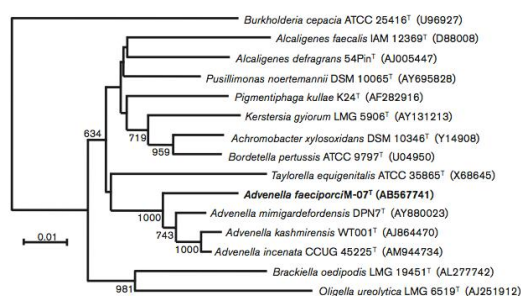 Burkholderia cepacia ATCC 25416ᵀ (U96927)
Alcaligenes faecalis IAM 12369ᵀ (D88008)
Alcaligenes defragrans 54Pinᵀ (AJ005447)
Pusillimonas noertemannii DSM 10065ᵀ (AY695828)
Pigmentiphaga kullae K24ᵀ (AF282916)
Kerstersia gyiorum LMG 5906ᵀ (AY131213)
634
719
Achromobacter xylosoxidans DSM 10346ᵀ (Y14908)
959
Bordetella pertussis ATCC 9797ᵀ (U04950)
Taylorella equigenitalis ATCC 35865ᵀ (X68645)
Advenella faeciporciM-07ᵀ (AB567741)
1000
Advenella mimigardefordensis DPN7ᵀ (AY880023)
743
Advenella kashmirensis WT001ᵀ (AJ864470)
0.01
1000
Advenella incenata CCUG 45225ᵀ (AM944734)
Brackiella oedipodis LMG 19451ᵀ (AL277742)
981
Oligella ureolytica LMG 6519ᵀ (AJ251912)